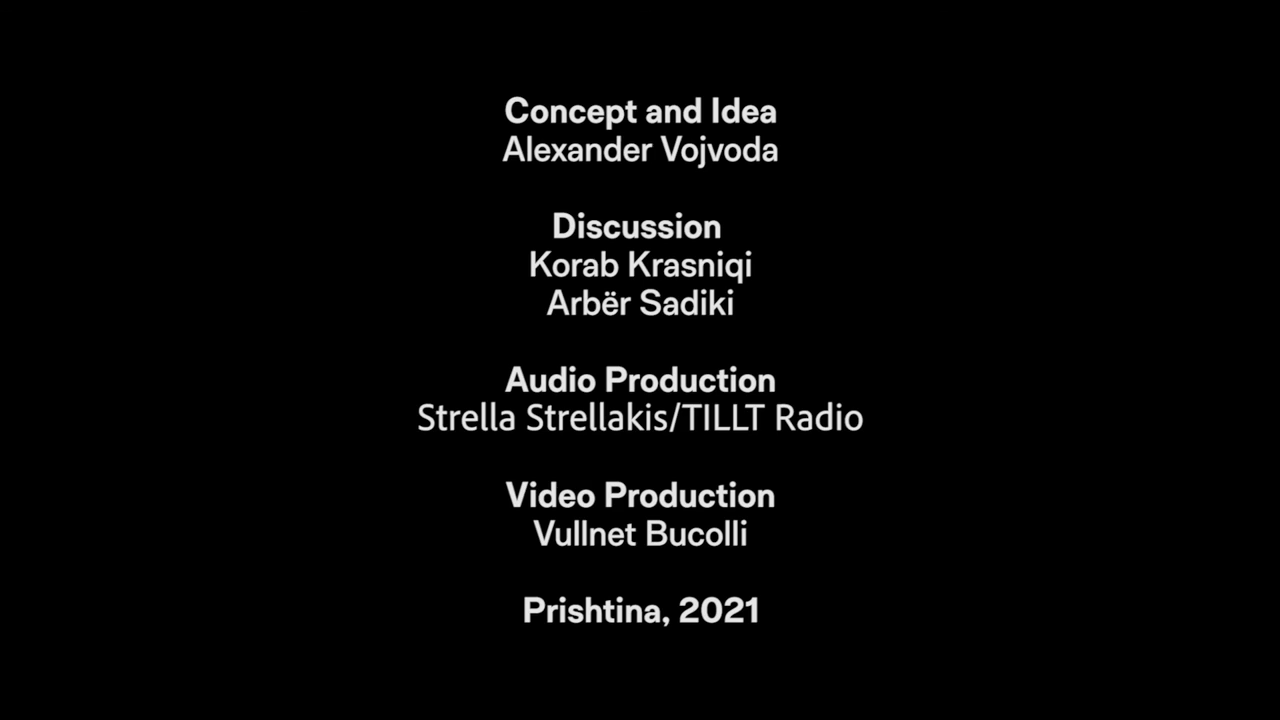 Concept and Idea
Alexander Vojvoda
Discussion
Korab Krasniqi
Arbër Sadiki
Audio Production
Strella Strellakis/TILLT Radio
Video Production
Vullnet Bucolli
Prishtina, 2021